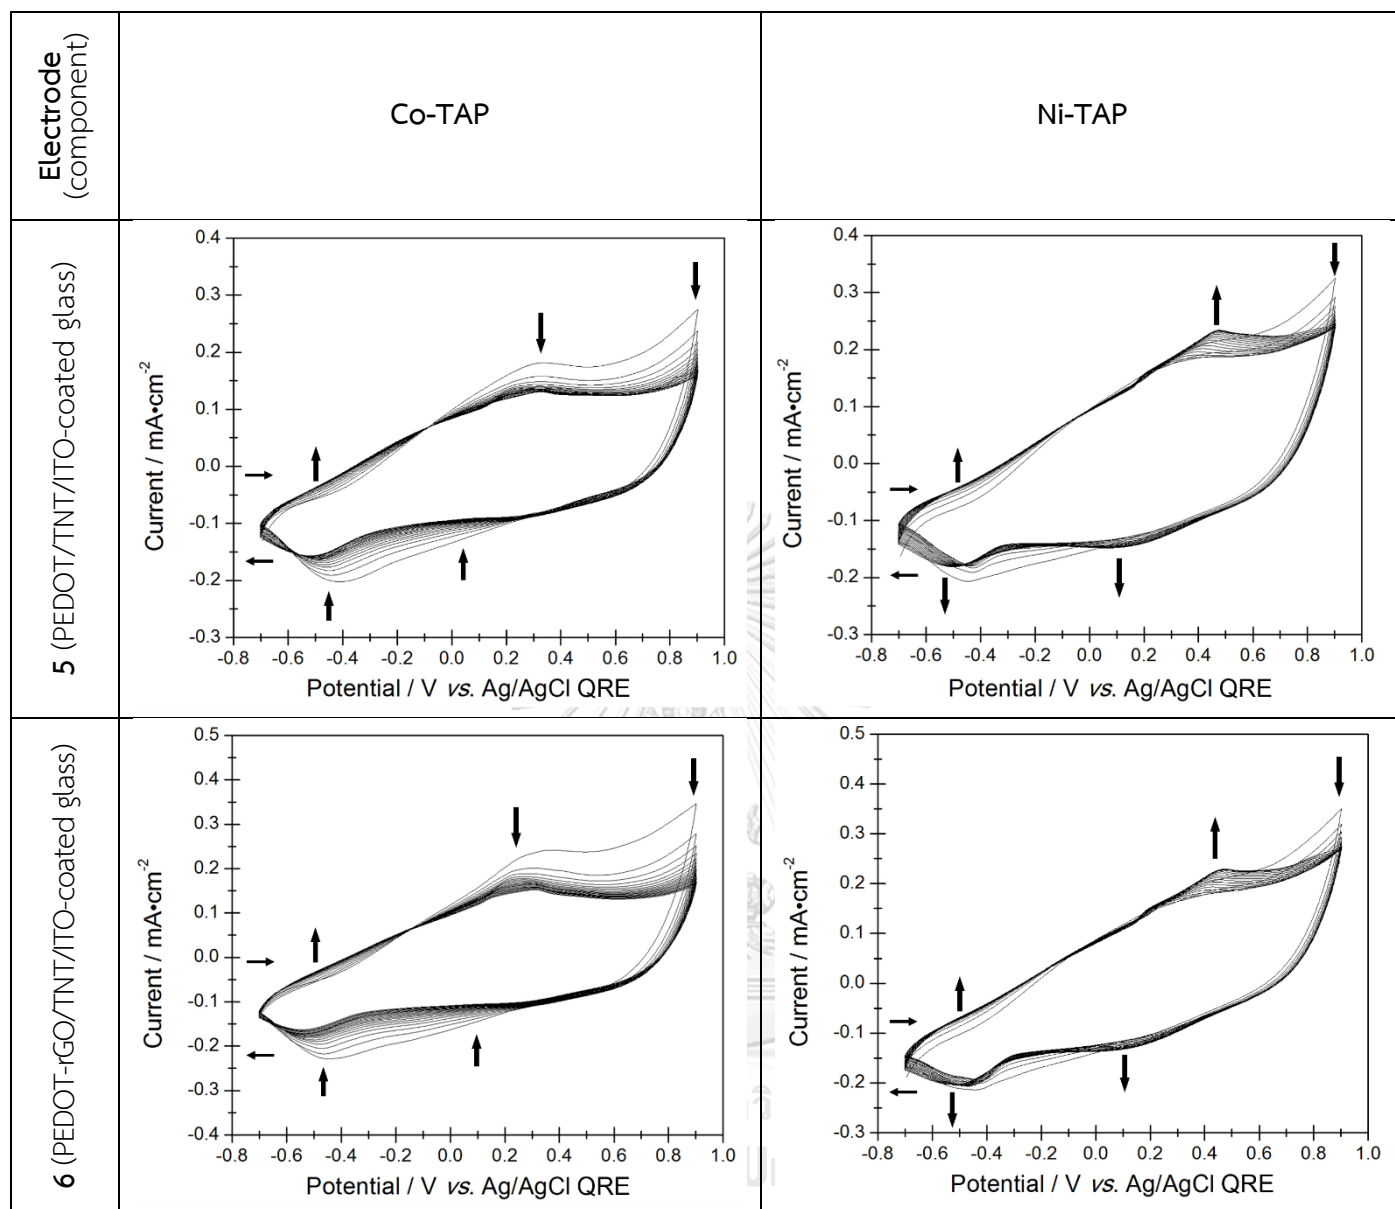 Electrode
(component)
Co-TAP
Ni-TAP
5 (PEDOT/TNT/ITO-coated glass)
0.4
0.3
0.2
0.1
0.0
-0.1
-0.2
-0.3
Current / mA•cm-2
-0.8 -0.6 -0.4 -0.2 0.0 0.2 0.4 0.6 0.8 1.0
Potential / V vs. Ag/AgCl QRE
0.4
0.3
0.2
0.1
0.0
-0.1
-0.2
-0.3
Current / mA•cm-2
-0.8 -0.6 -0.4 -0.2 0.0 0.2 0.4 0.6 0.8 1.0
Potential / V vs. Ag/AgCl QRE
6 (PEDOT-rGO/TNT/ITO-coated glass)
0.5
0.4
0.3
0.2
0.1
0.0
-0.1
-0.2
-0.3
-0.4
Current / mA•cm-2
-0.8 -0.6 -0.4 -0.2 0.0 0.2 0.4 0.6 0.8 1.0
Potential / V vs. Ag/AgCl QRE
0.5
0.4
0.3
0.2
0.1
0.0
-0.1
-0.2
-0.3
Current / mA•cm-2
-0.8 -0.6 -0.4 -0.2 0.0 0.2 0.4 0.6 0.8 1.0
Potential / V vs. Ag/AgCl QRE